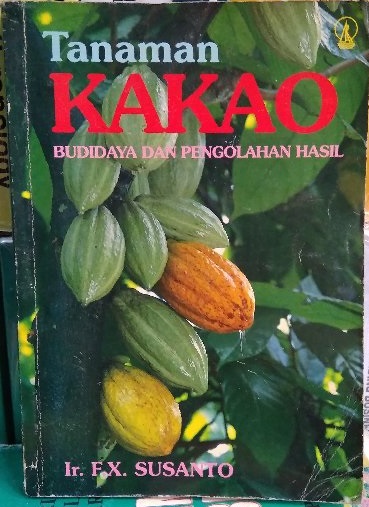 Tanaman
KAKAO
BUDIDAYA DAN PENGOLAHAN HASIL
Ir. F.X. SUSANTO